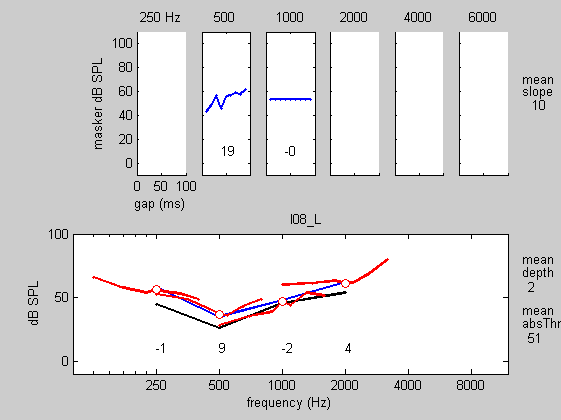 250 Hz 500 1000 2000 4000 6000
masker dB SPL
100
80
60
40
20
0
19 -0
mean
slope
10
0 50 100
gap (ms)
I08_L
dB SPL
100
50
0
-1 9 -2 4
mean
depth
2
mean
absThr
51
250 500 1000 2000 4000 8000
frequency (Hz)